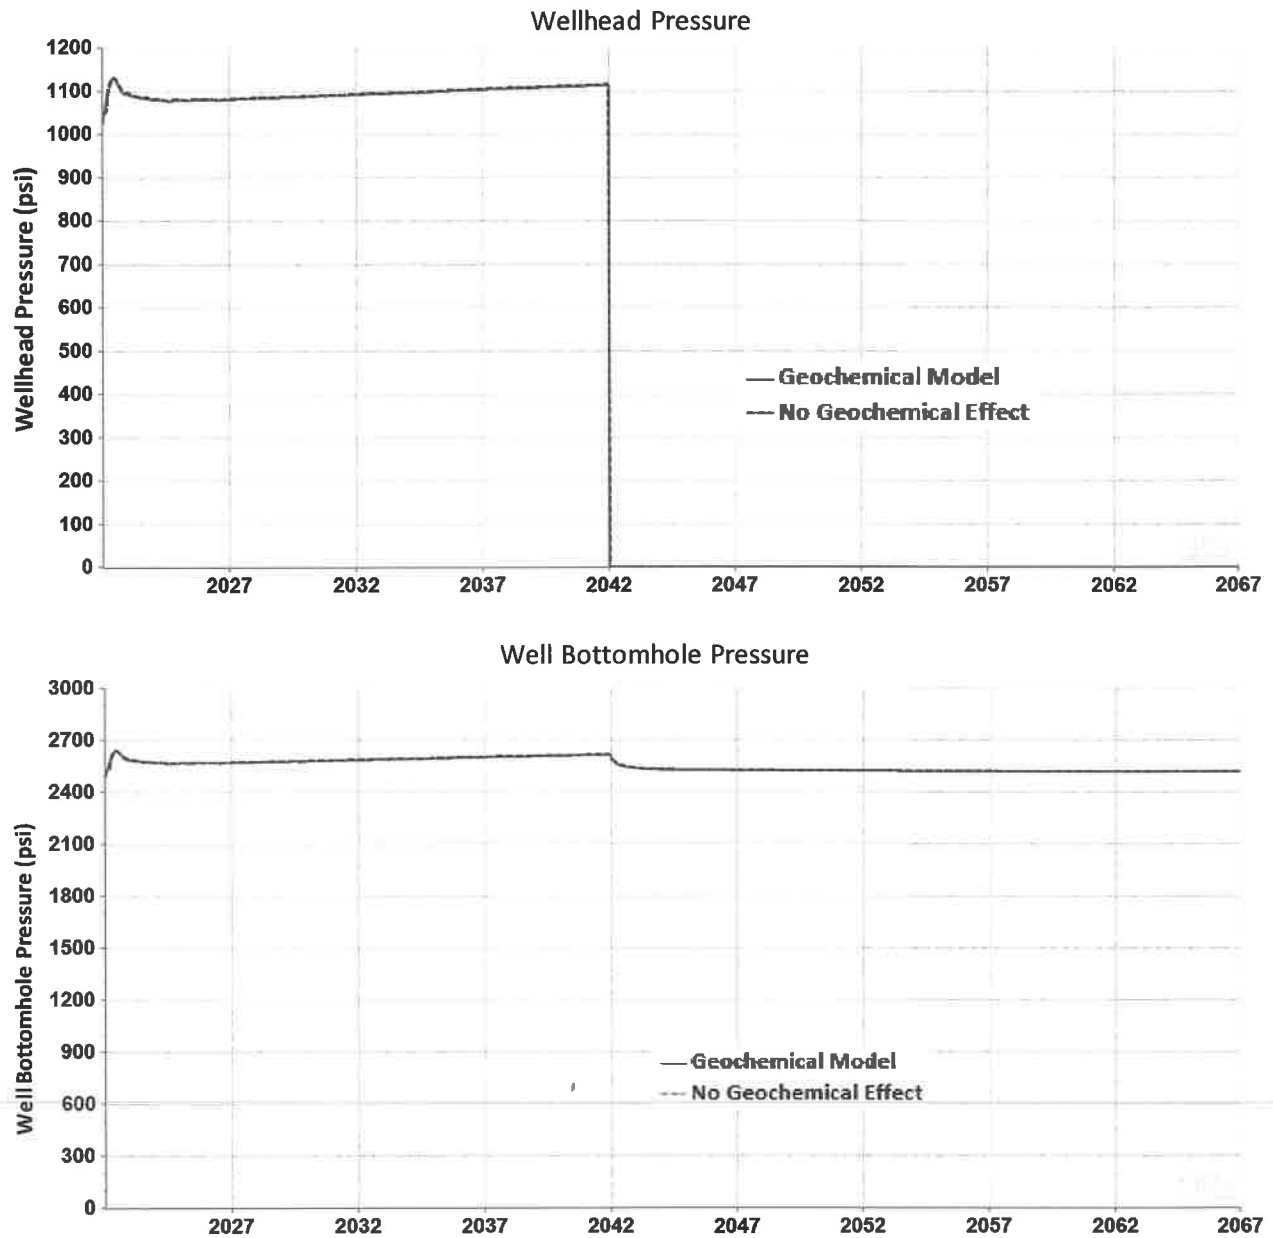 Wellhead Pressure
1200
1100
1000
900
800
700
600
500
400
300
200
100
0
Wellhead Pressure (psi)
Geochemical Model
No Geochemical Effect
2027 2032 2037 2042 2047 2052 2057 2062 2067
Well Bottomhole Pressure
3000
2700
2400
2100
1800
1500
1200
900
600
300
0
Well Bottomhole Pressure (psi)
Geochemical Model
No Geochemical Effect
2027 2032 2037 2042 2047 2052 2057 2062 2067